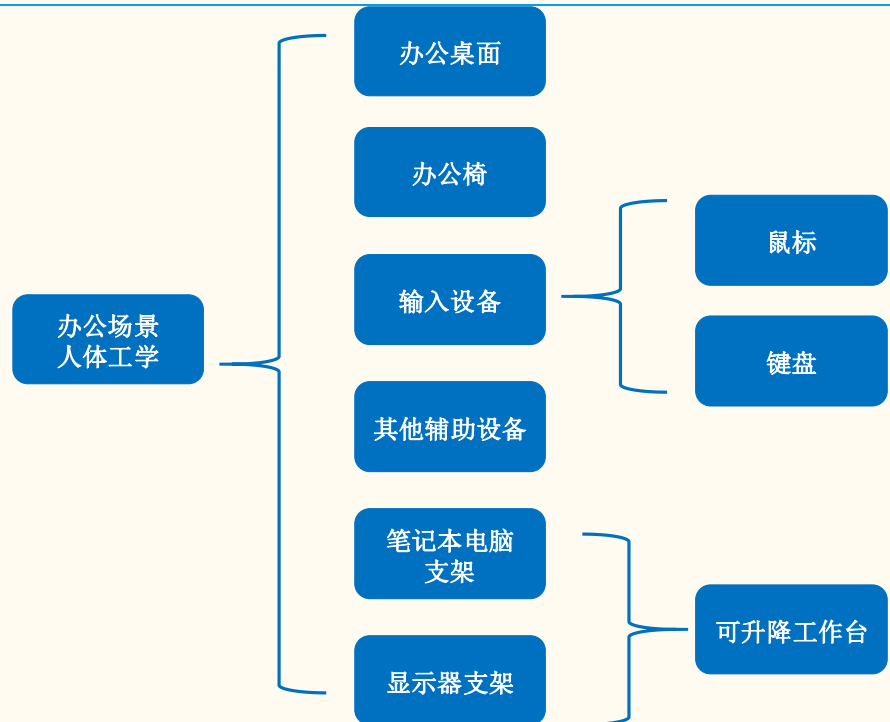 办公桌面
办公椅
鼠标
输入设备
办公场景
人体工学
键盘
其他辅助设备
笔记本电脑
支架
可升降工作台
显示器支架